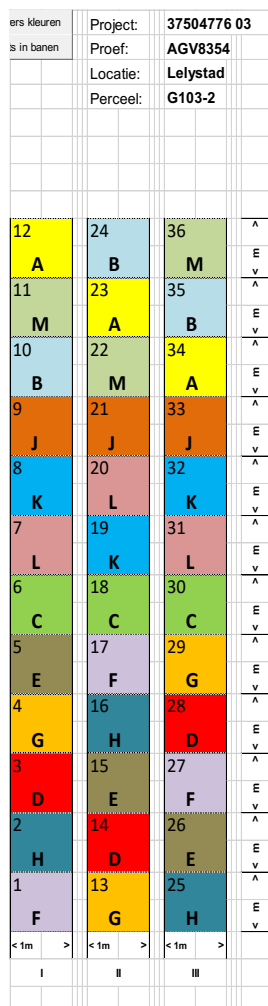 ers kleuren Project: 37504776 03
s in banen Proef: AGV8354
Locatie: Lelystad
Perceel: G103-2
12 24 36 ^
A B M m
v
11 23 35 ^
M A B m
v
10 22 34 ^
B M A m
v
9 21 33 ^
J J J m
v
8 20 32 ^
K L K m
v
7 19 31 ^
L K L m
v
6 18 30 ^
C C C m
v
5 17 29 ^
E F G m
v
4 16 28 ^
G H D m
v
3 15 27 ^
D E F m
v
2 14 26 ^
H D E m
v
1 13 25 ^
F G H m
v
< 1m > < 1m > < 1m >
I II III